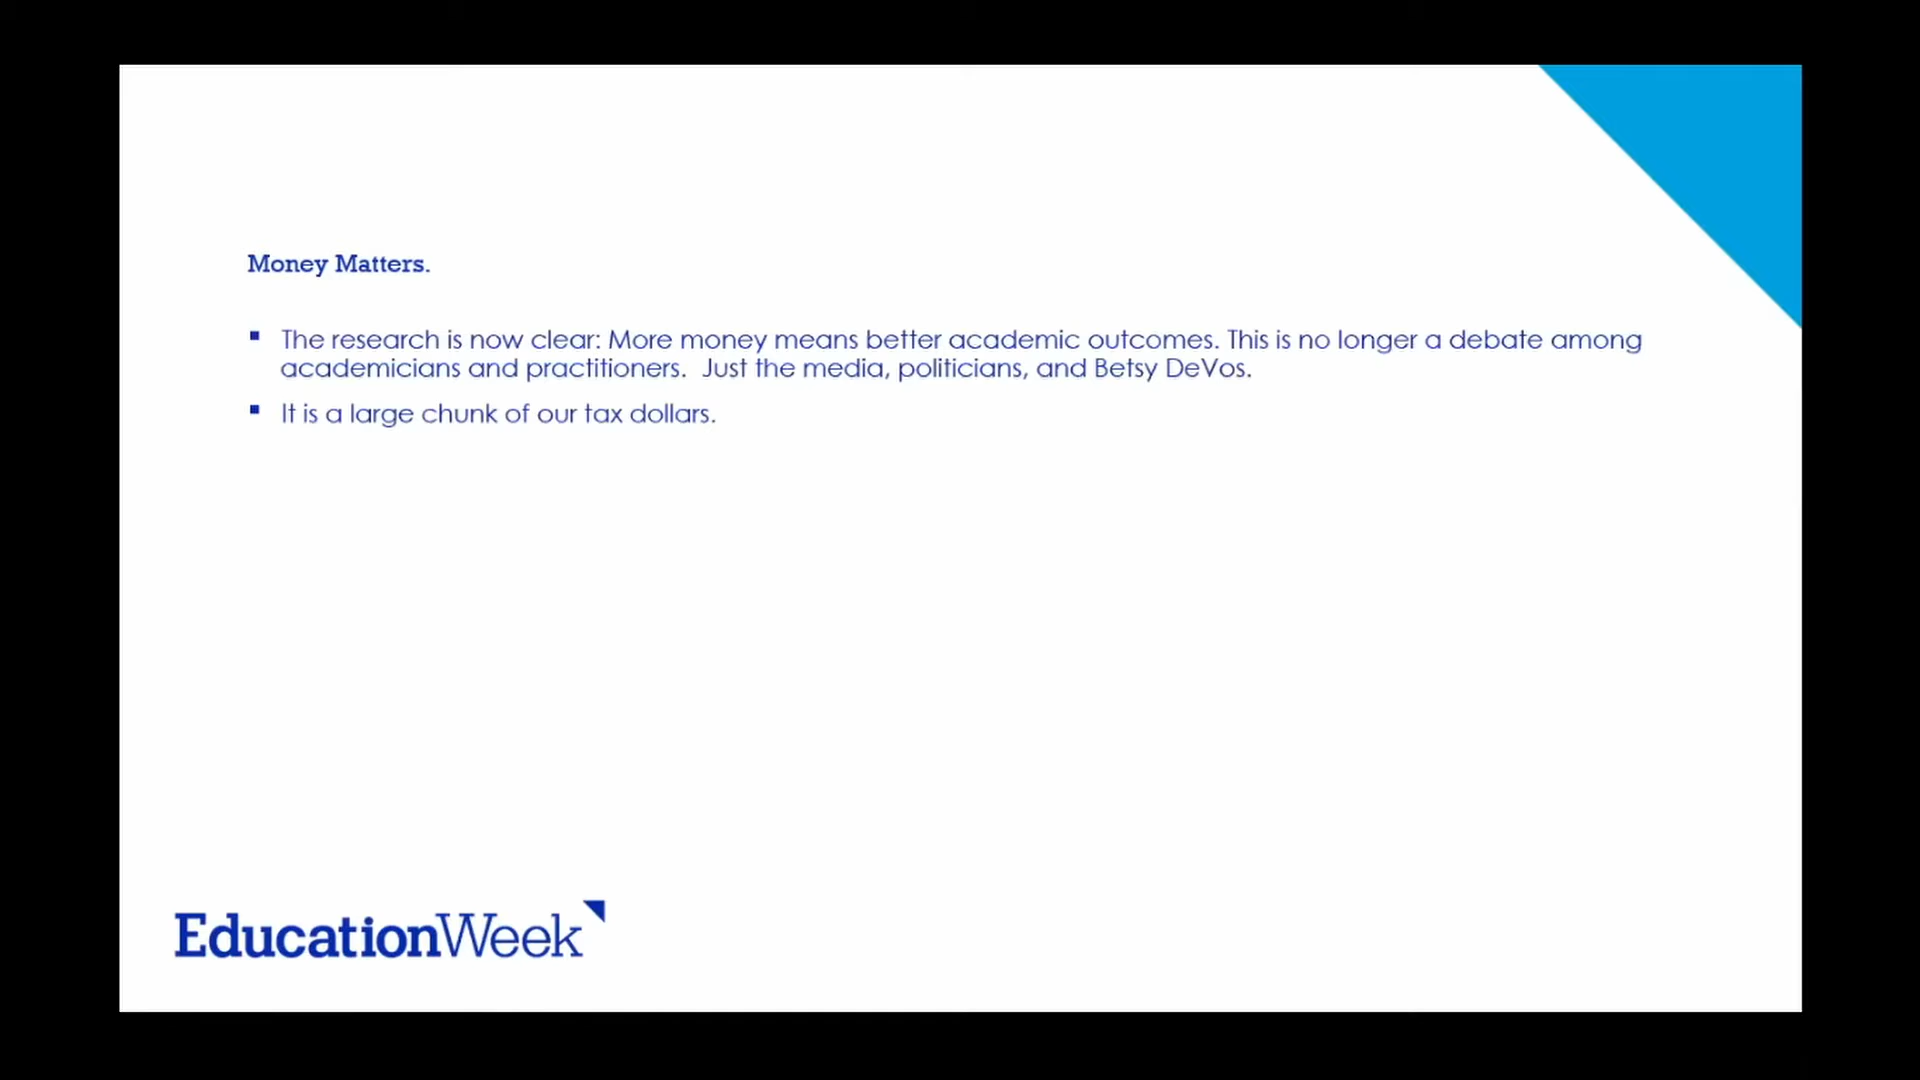 Money Matters.
▪ The research is now clear: More money means better academic outcomes. This is no longer a debate among
academicians and practitioners.  Just the media, politicians, and Betsy DeVos.
▪ It is a large chunk of our tax dollars.
EducationWeek